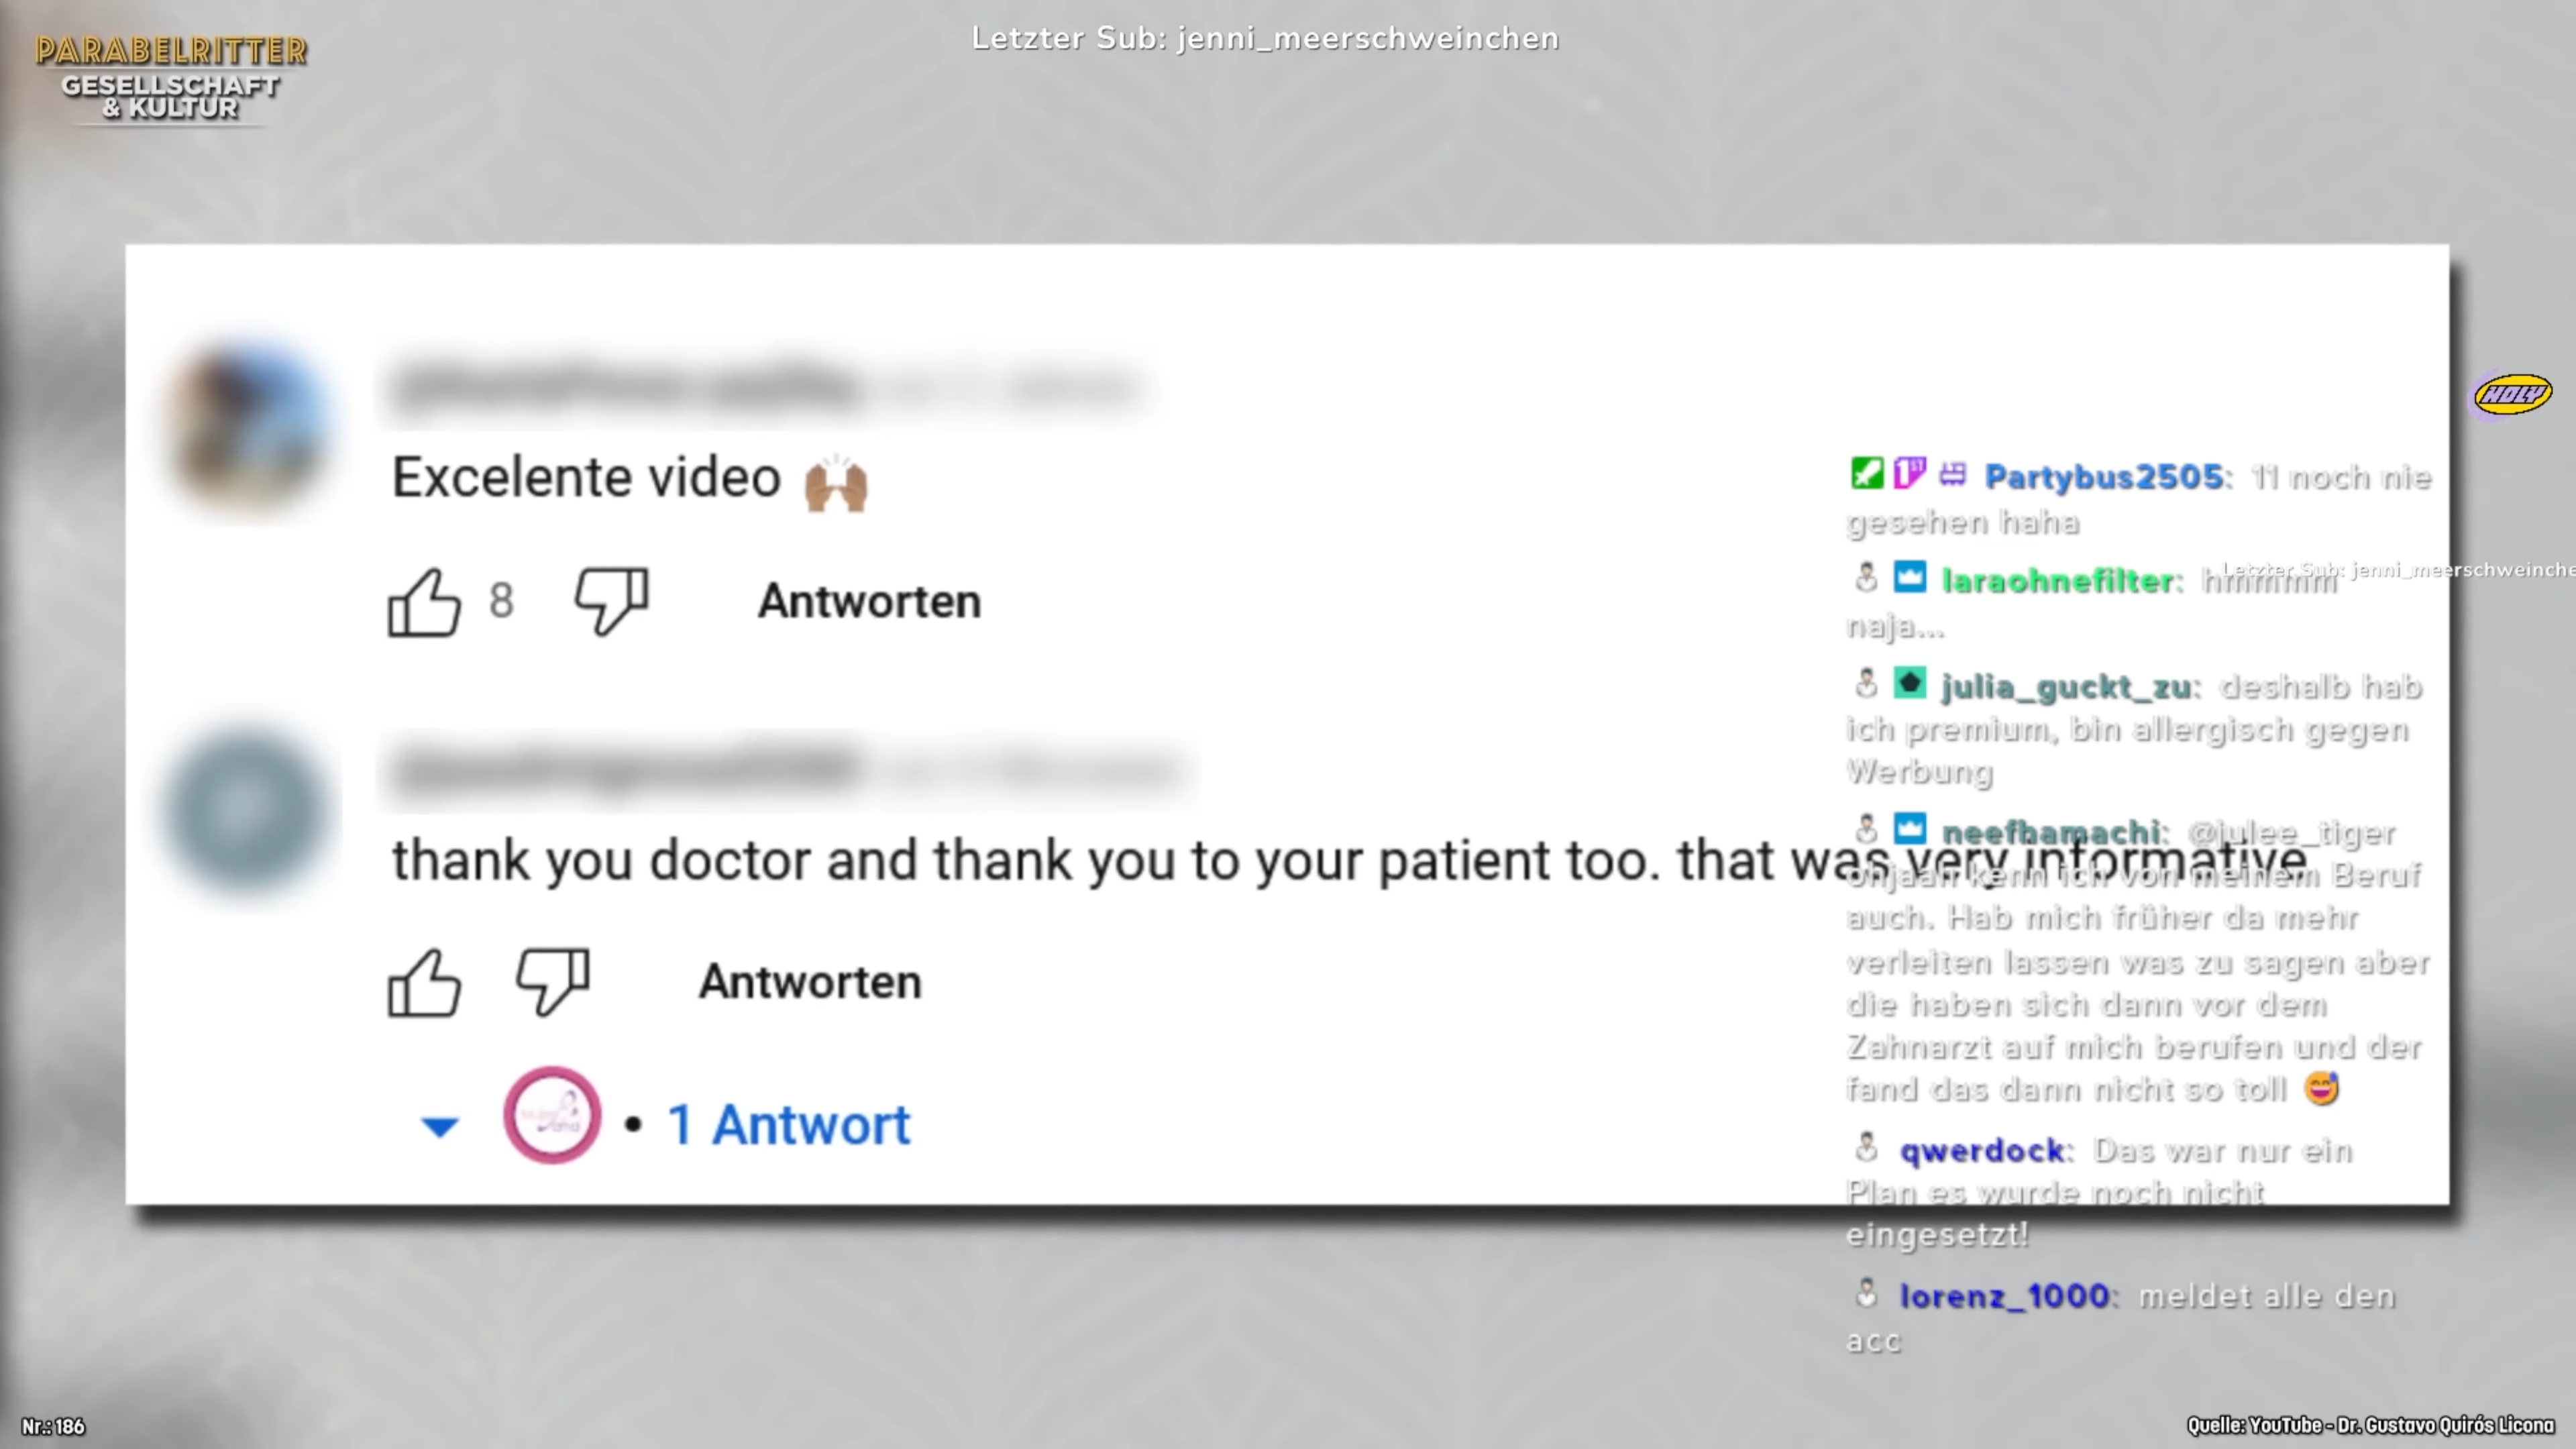 PARABELRITTER
GESELLSCHAFT
& KULTUR
Letzter Sub: jenni_meerschweinchen
Excelente video 🙌🏽
8
Antworten
thank you doctor and thank you to your patient too. that was very informative
Antworten
• 1 Antwort
HOLY
Partybus2505: 11 noch nie
gesehen haha
laraohnefilter: hmmmm
naja...
Letzter Sub: jenni_meerschweinche
julia_guckt_zu: deshalb hab
ich premium, bin allergisch gegen
Werbung
neefbamachi: @julee_tiger
ohjaah kenn ich von meinem Beruf
auch. Hab mich früher da mehr
verleiten lassen was zu sagen aber
die haben sich dann vor dem
Zahnarzt auf mich berufen und der
fand das dann nicht so toll 😅
qwerdock: Das war nur ein
Plan es wurde noch nicht
eingesetzt!
lorenz_1000: meldet alle den
acc
Nr.: 186
Quelle: YouTube - Dr. Gustavo Quirós Licona